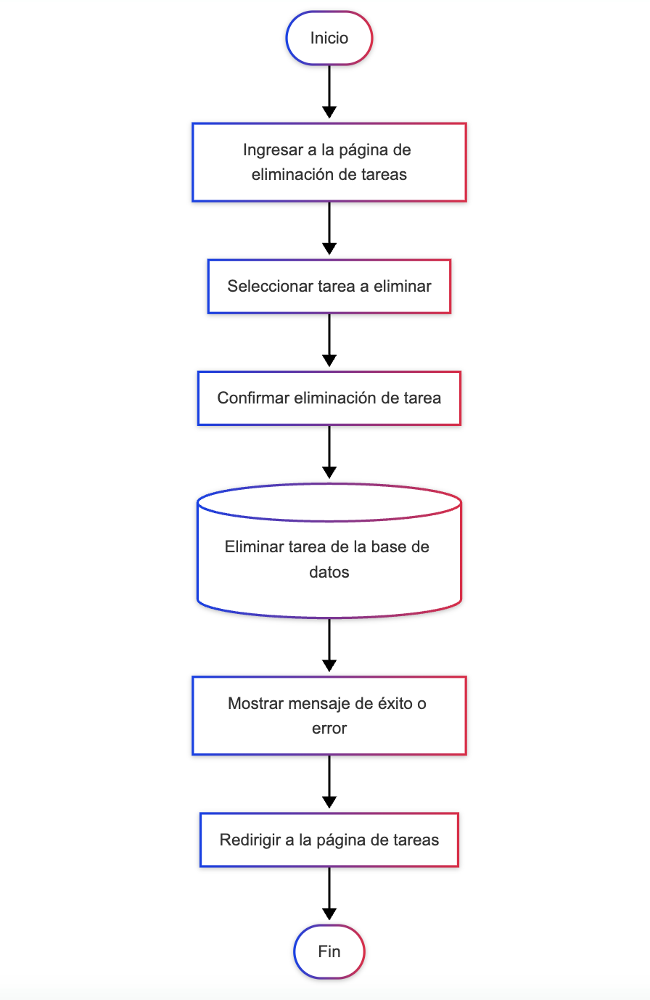 Inicio
Ingresar a la página de
eliminación de tareas
Seleccionar tarea a eliminar
Confirmar eliminación de tarea
Eliminar tarea de la base de
datos
Mostrar mensaje de éxito o
error
Redirigir a la página de tareas
Fin